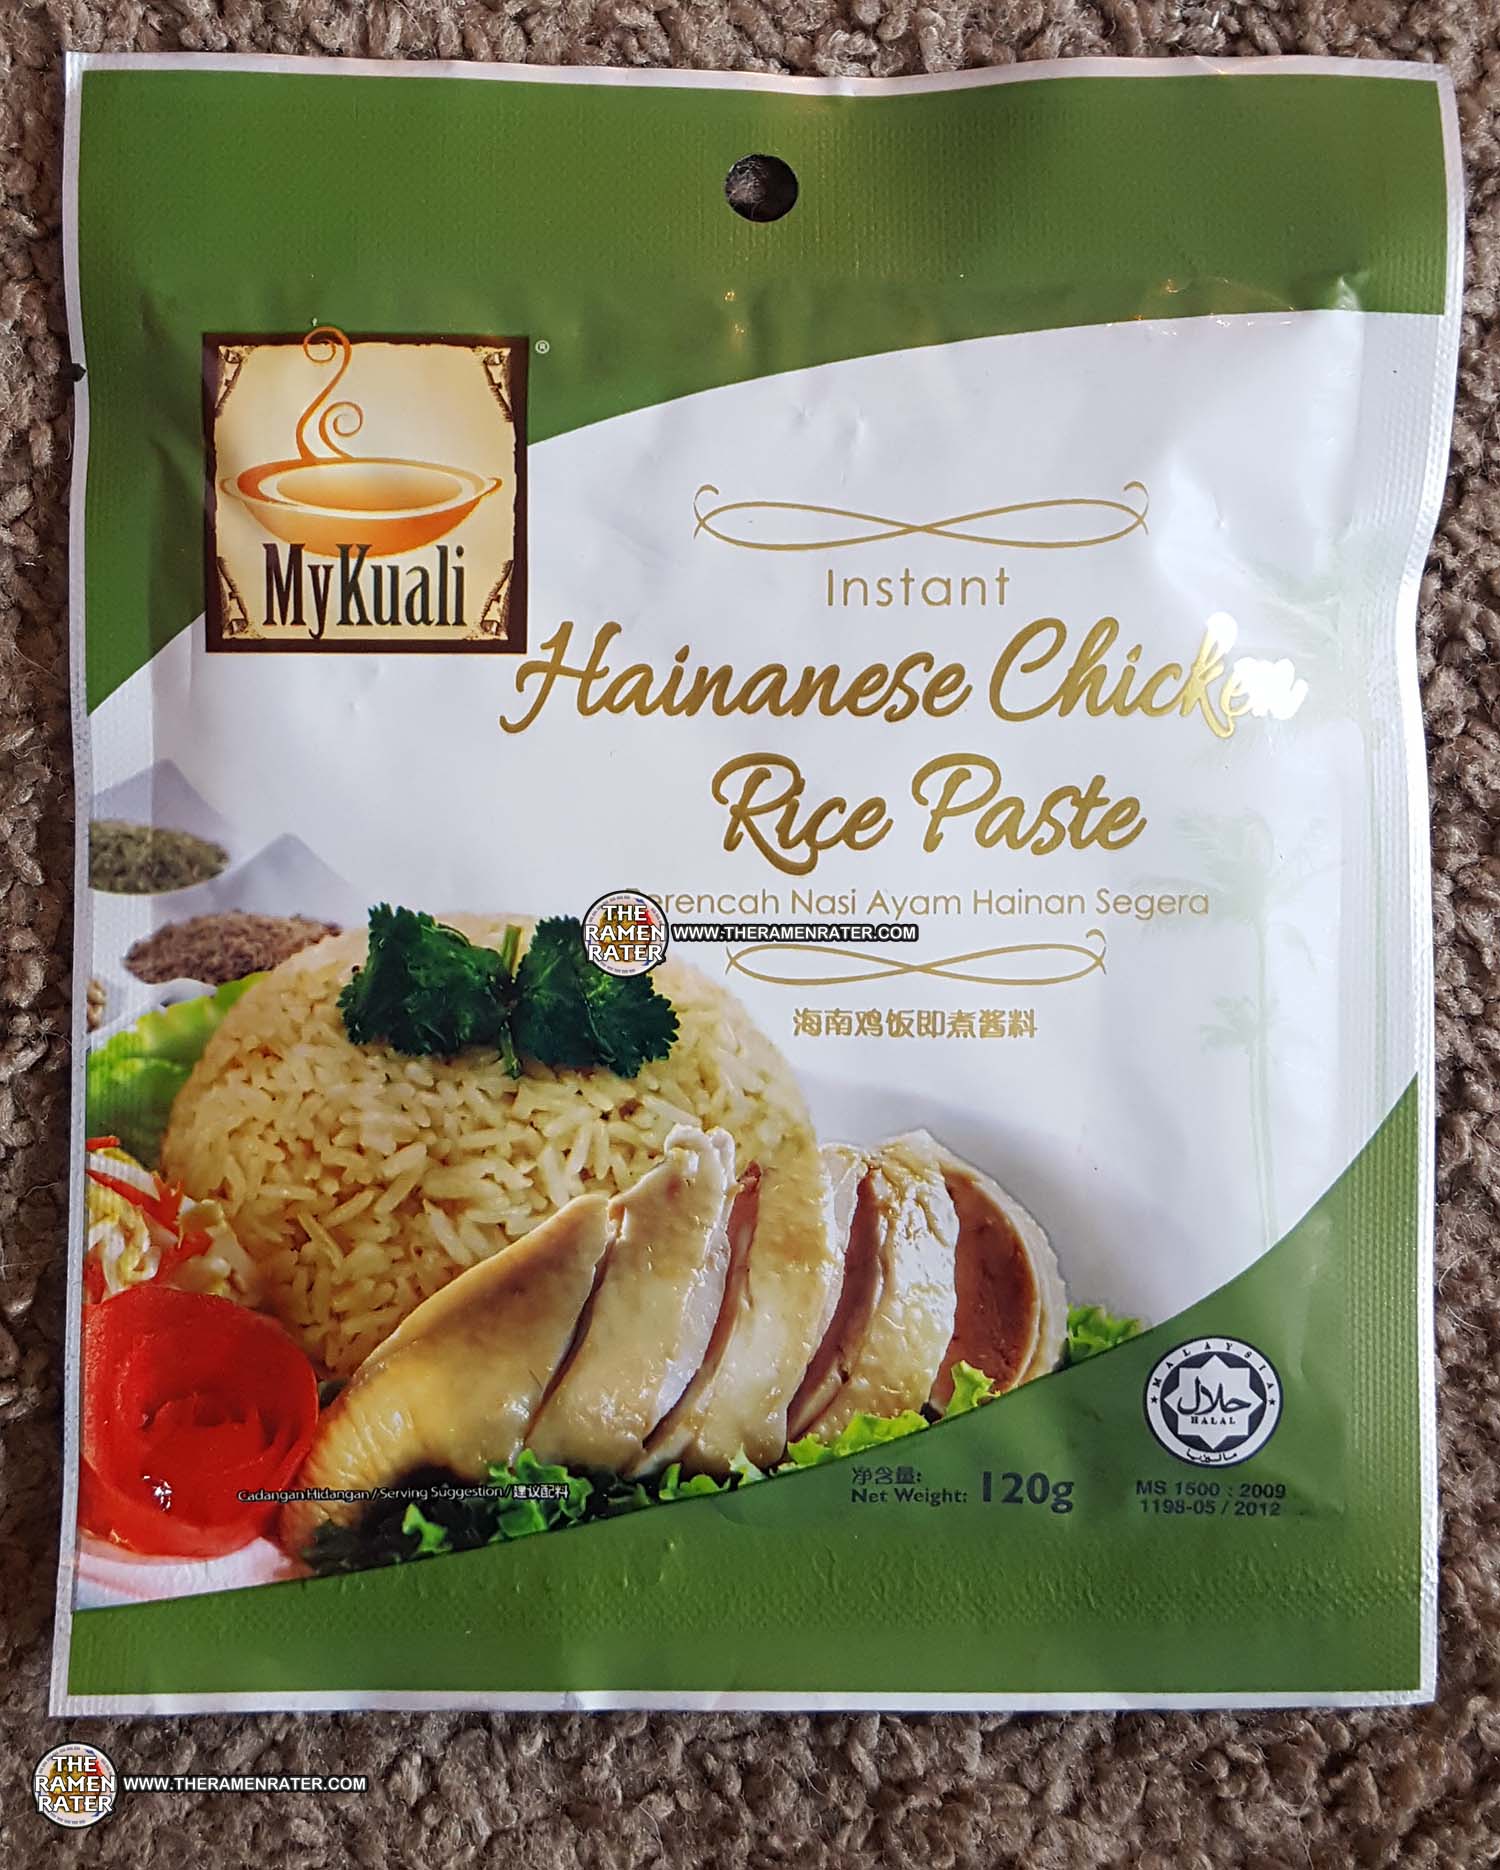 MyKuali
®
Instant
Hainanese Chicken
Rice Paste
Perencah Nasi Ayam Hainan Segera
THE
RAMEN
RATER
WWW.THERAMENRATER.COM
海南鸡饭即煮酱料
MALAYSIA
حلال
HALAL
ماليزيا
Cadangan Hidangan / Serving Suggestion / 建议配料
净含量:
Net Weight: 120g
MS 1500 : 2009
1198-05 / 2012
THE
RAMEN
RATER
WWW.THERAMENRATER.COM